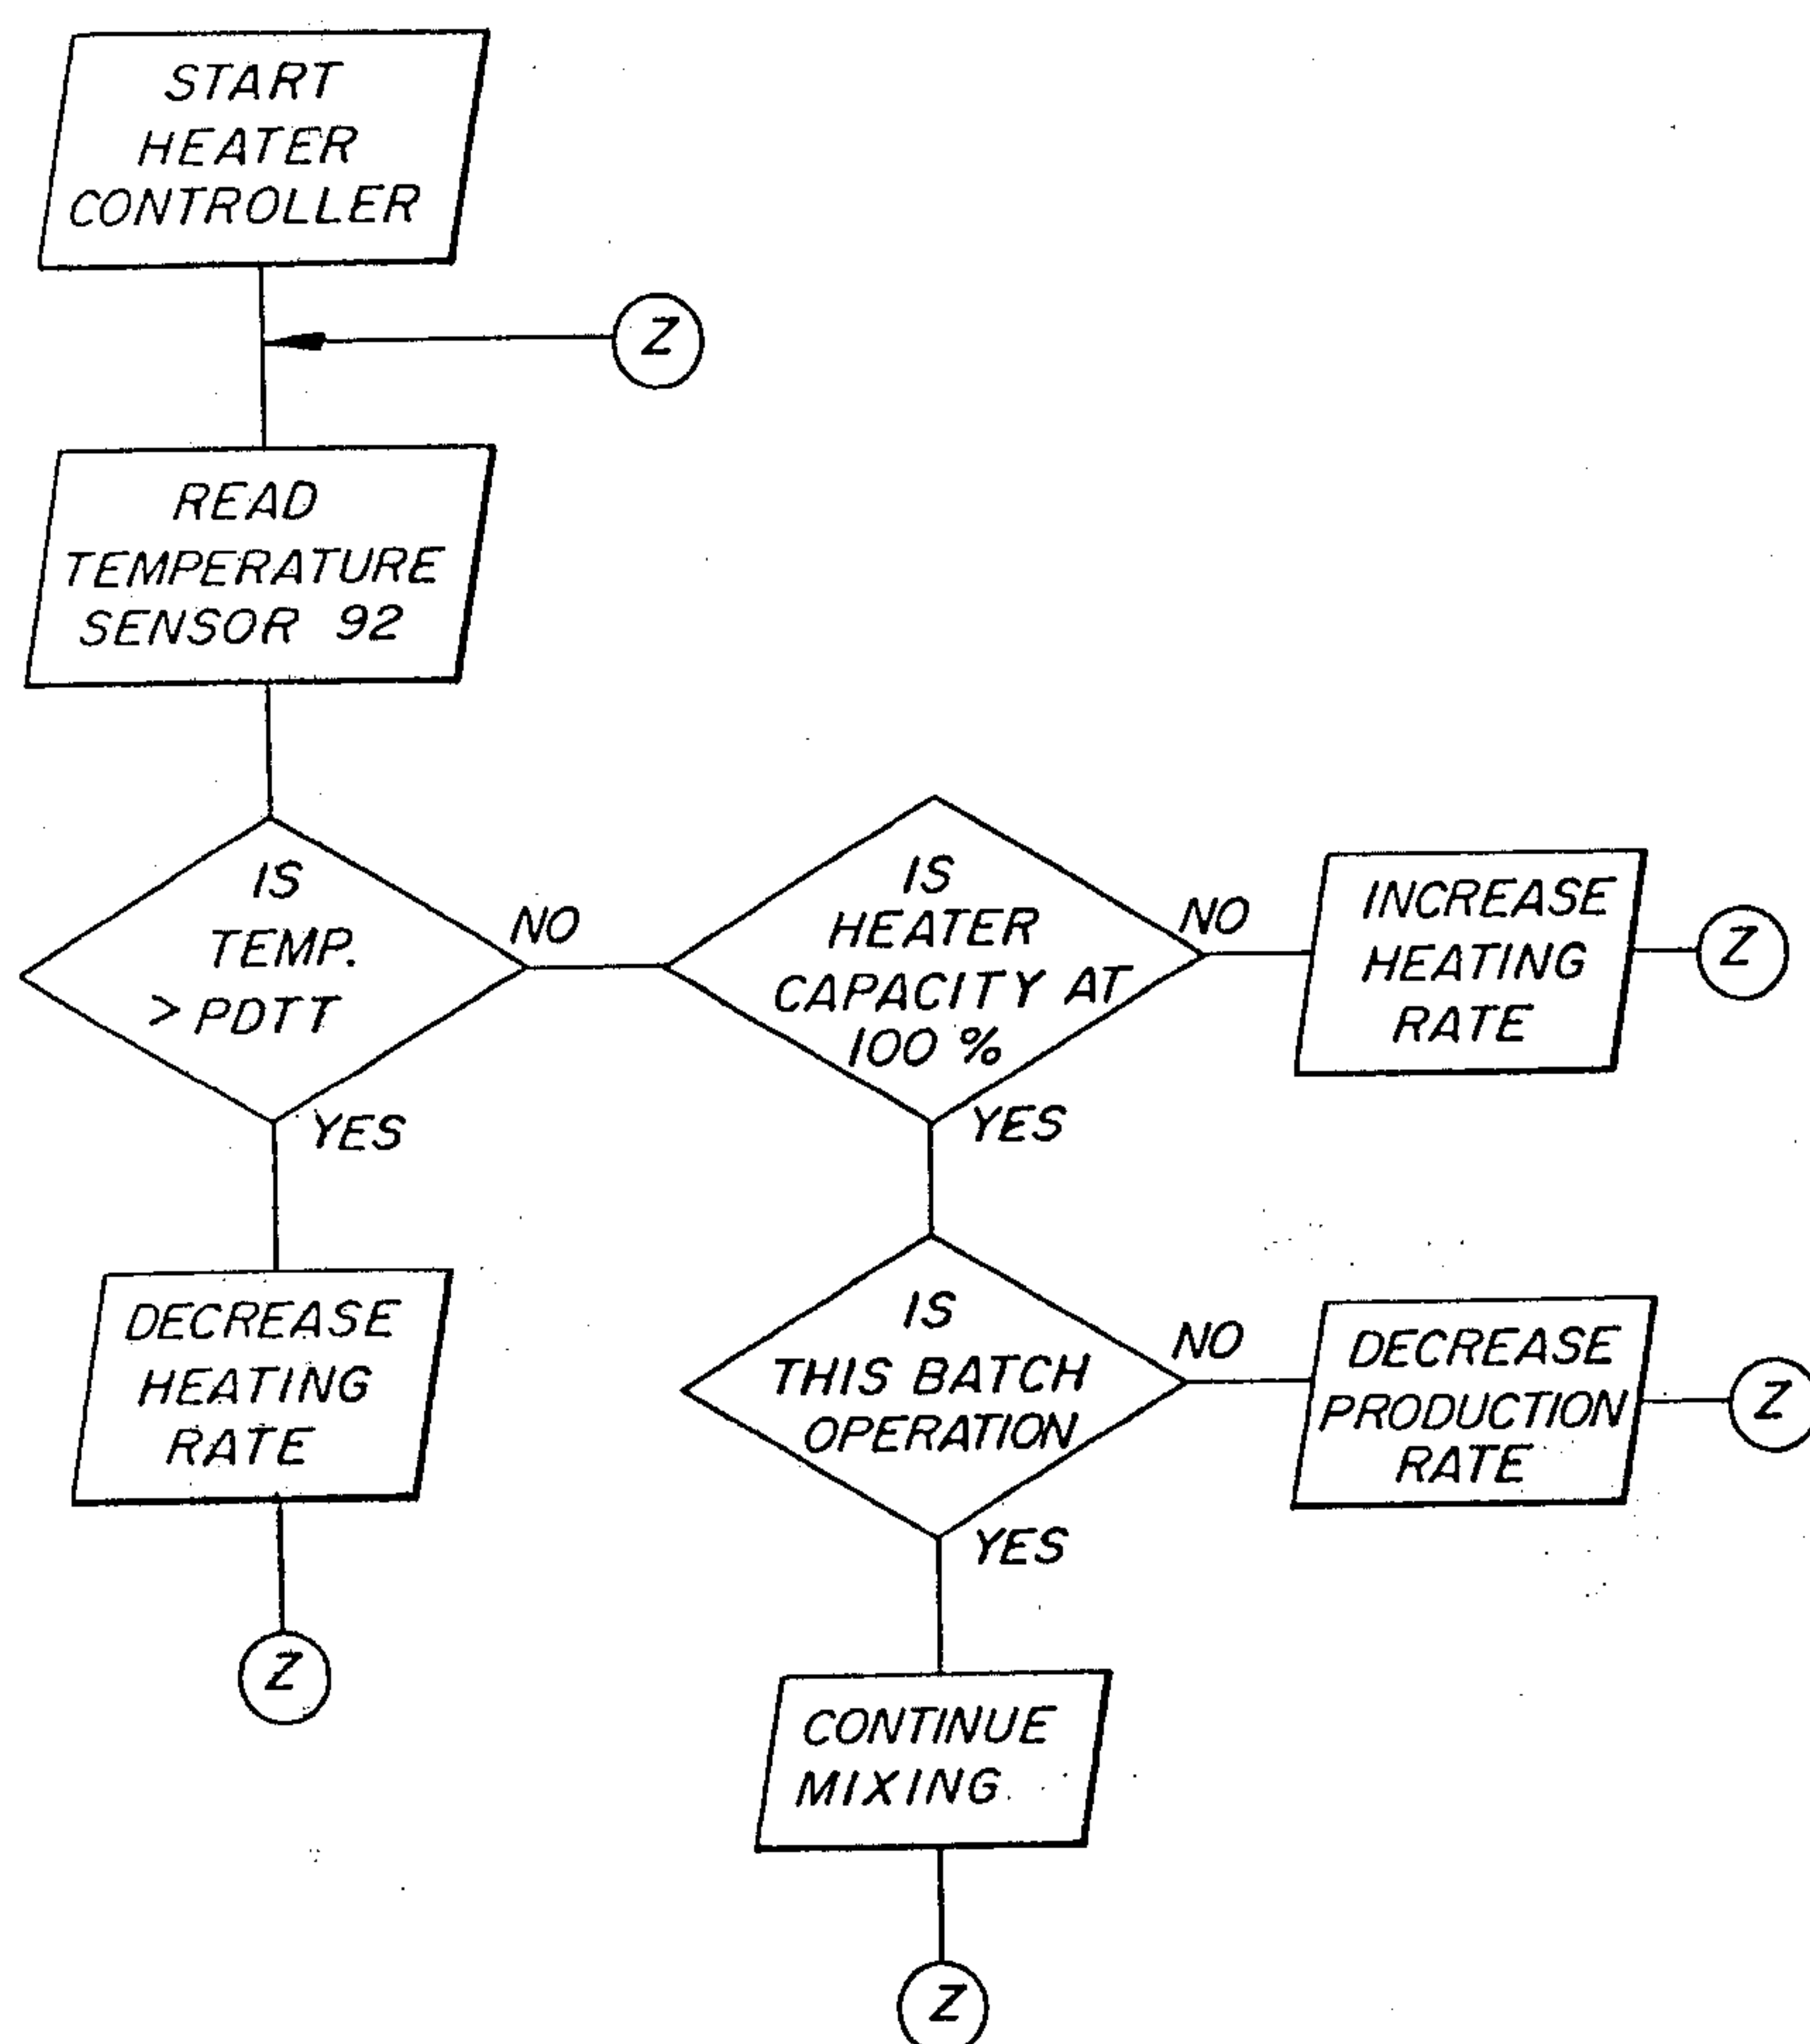 START
HEATER
CONTROLLER
Z
READ
TEMPERATURE
SENSOR 92
IS
TEMP.
> PDTT
NO
YES
IS
HEATER
CAPACITY AT
100 %
NO
YES
INCREASE
HEATING
RATE
Z
DECREASE
HEATING
RATE
Z
IS
THIS BATCH
OPERATION
NO
YES
DECREASE
PRODUCTION
RATE
Z
CONTINUE
MIXING
Z